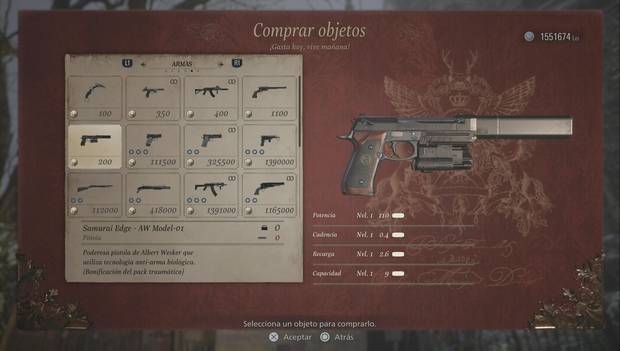 Comprar objetos
¡Gasta hoy, vive mañana!
1551674 Lei
L1 ARMAS R1
100 350 400 1100
200 111500 325500 1390000
112000 418000 1391000 1165000
Samurai Edge - AW Model-01 0
Pistola 0
Poderosa pistola de Albert Wesker que
utiliza tecnología anti-arma biológica.
(Bonificación del pack traumático)
Potencia Nvl. 1 110
Cadencia Nvl. 1 0.4
Recarga Nvl. 1 2.6
Capacidad Nvl. 1 9
Selecciona un objeto para comprarlo.
Aceptar Atrás